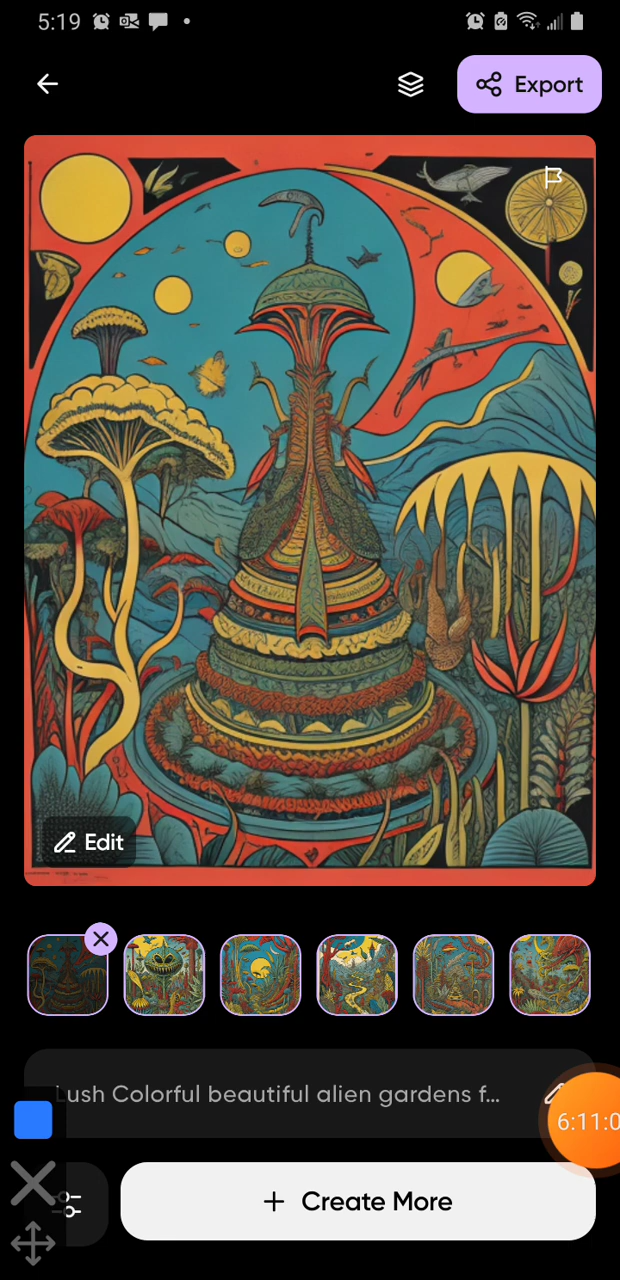 5:19
Export
Edit
Lush Colorful beautiful alien gardens f...
6:11:0
Create More